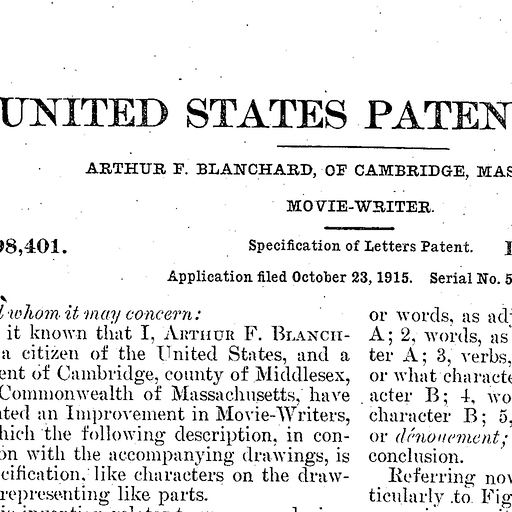 UNITED STATES PATEN
ARTHUR F. BLANCHARD, OF CAMBRIDGE, MAS
MOVIE-WRITER.
98,401.
Specification of Letters Patent.
Application filed October 23, 1915. Serial No. 5
whom it may concern:
it known that I, ARTHUR F. BLANCH-
a citizen of the United States, and a
ent of Cambridge, county of Middlesex,
Commonwealth of Massachusetts, have
ted an Improvement in Movie-Writers,
hich the following description, in con-
on with the accompanying drawings, is
cification, like characters on the draw-
representing like parts.
or words, as ad
A; 2, words, as
ter A; 3, verbs,
or what characte
acter B; 4, wo
character B; 5,
or dénouement;
conclusion.
Referring now
ticularly to Fig